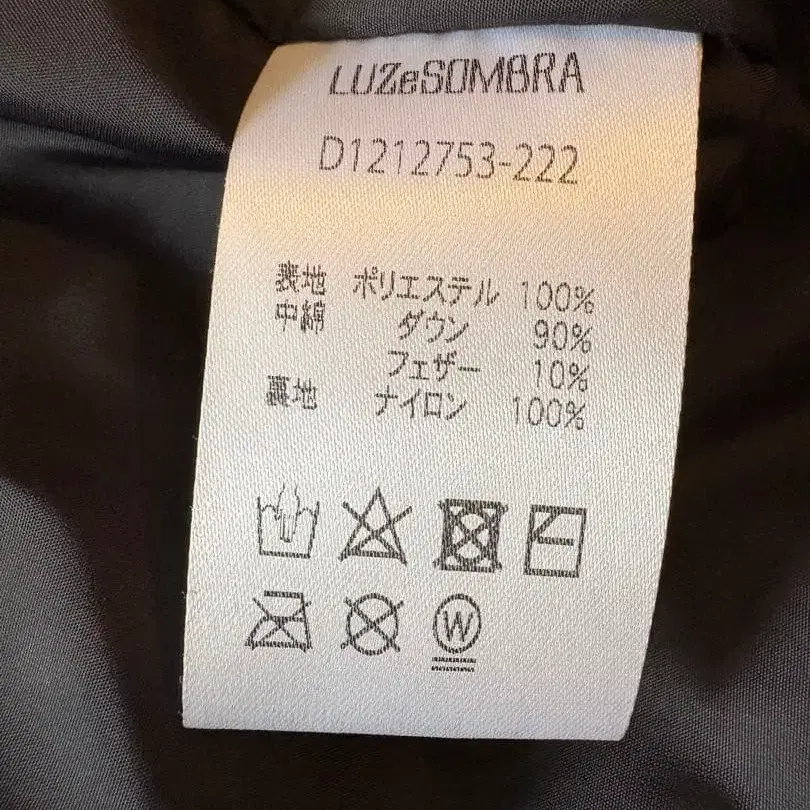 LUZeSOMBRA
D1212753-222
表地 ポリエステル 100%
中綿 ダウン 90%
フェザー 10%
裏地 ナイロン 100%
W